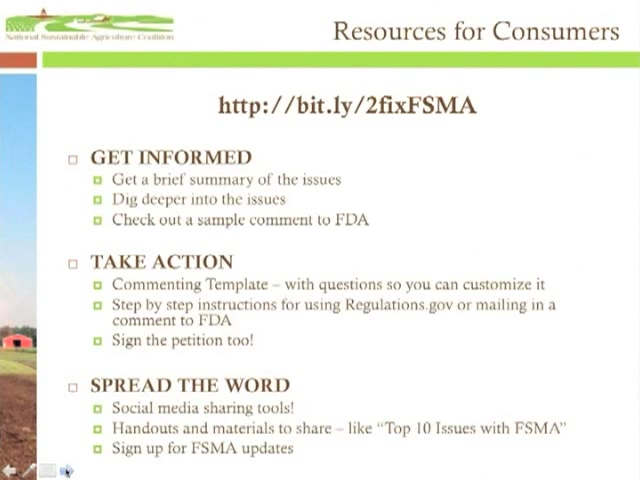 National Sustainable Agriculture Coalition
Resources for Consumers
http://bit.ly/2fixFSMA
GET INFORMED
Get a brief summary of the issues
Dig deeper into the issues
Check out a sample comment to FDA
TAKE ACTION
Commenting Template – with questions so you can customize it
Step by step instructions for using Regulations.gov or mailing in a
comment to FDA
Sign the petition too!
SPREAD THE WORD
Social media sharing tools!
Handouts and materials to share – like “Top 10 Issues with FSMA”
Sign up for FSMA updates